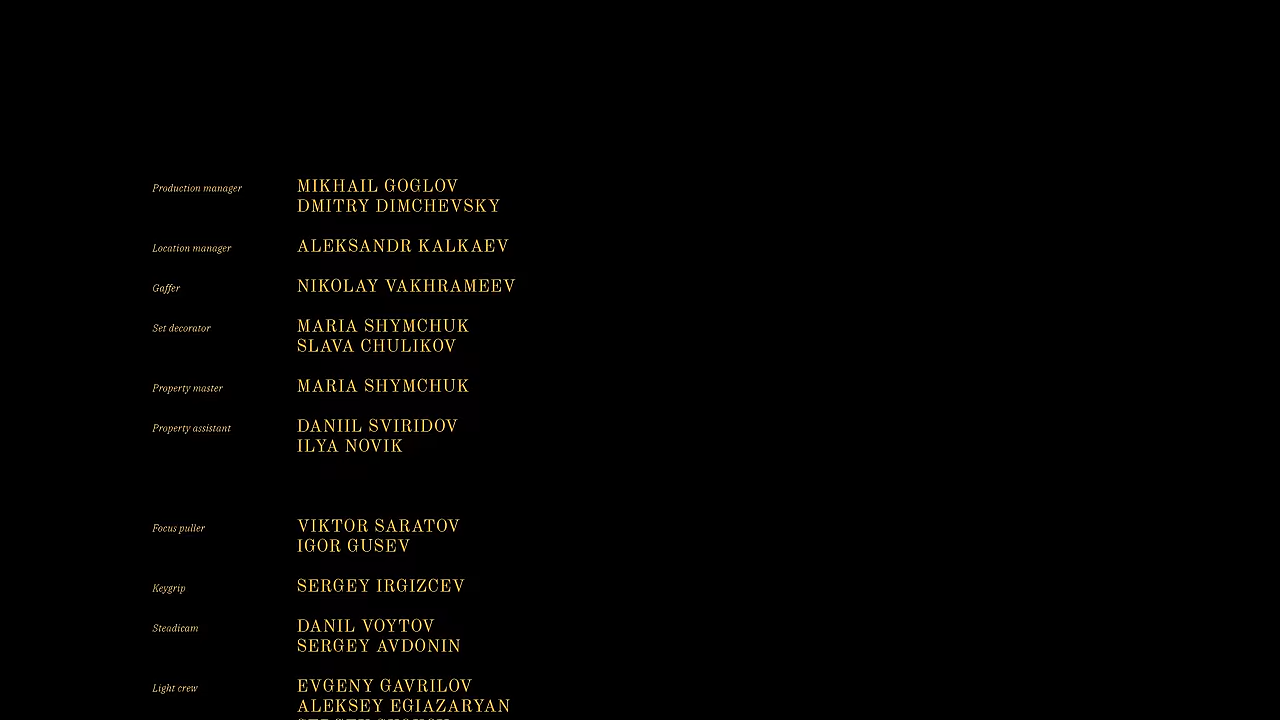 Production manager MIKHAIL GOGLOV
DMITRY DIMCHEVSKY
Location manager ALEKSANDR KALKAEV
Gaffer NIKOLAY VAKHRAMEEV
Set decorator MARIA SHYMCHUK
SLAVA CHULIKOV
Property master MARIA SHYMCHUK
Property assistant DANIIL SVIRIDOV
ILYA NOVIK
Focus puller VIKTOR SARATOV
IGOR GUSEV
Keygrip SERGEY IRGIZCEV
Steadicam DANIL VOYTOV
SERGEY AVDONIN
Light crew EVGENY GAVRILOV
ALEKSEY EGIAZARYAN